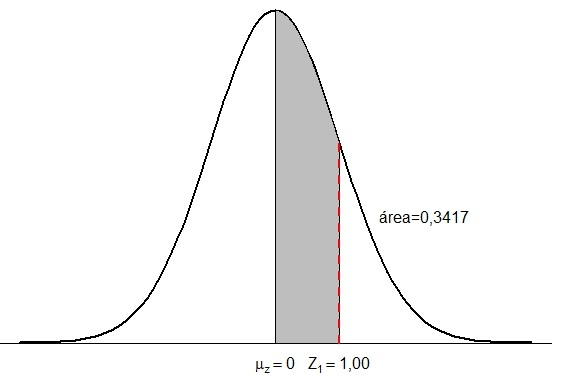 área=0,3417
μz = 0 Z1 = 1,00